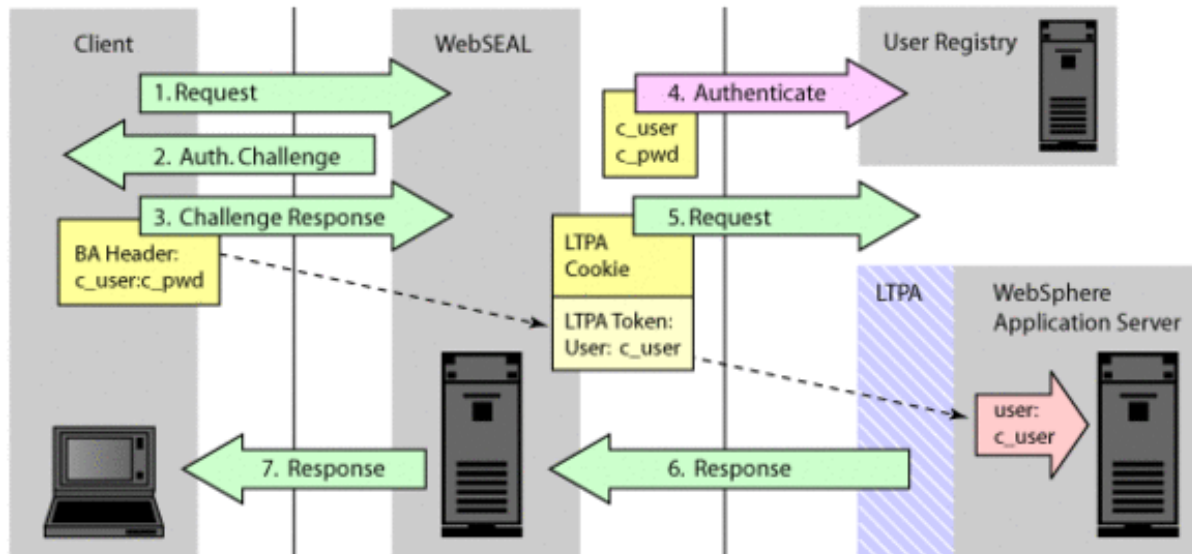 Client
WebSEAL
User Registry
1. Request
4. Authenticate
c_user
c_pwd
2. Auth. Challenge
3. Challenge Response
5. Request
BA Header:
c_user:c_pwd
LTPA
Cookie
LTPA Token:
User: c_user
LTPA
WebSphere
Application Server
user:
c_user
7. Response
6. Response